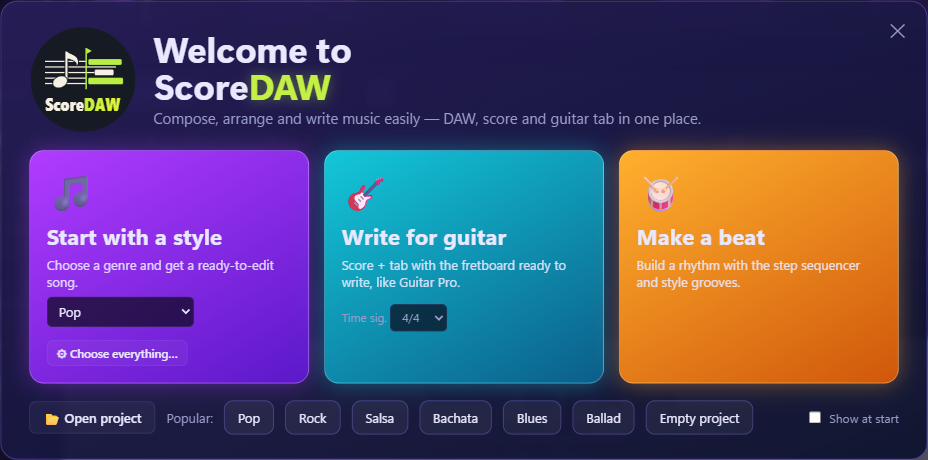 ScoreDAW
Welcome to
ScoreDAW
Compose, arrange and write music easily — DAW, score and guitar tab in one place.
Start with a style
Choose a genre and get a ready-to-edit
song.
Pop
Choose everything...
Write for guitar
Score + tab with the fretboard ready to
write, like Guitar Pro.
Time sig. 4/4
Make a beat
Build a rhythm with the step sequencer
and style grooves.
Open project Popular: Pop Rock Salsa Bachata Blues Ballad Empty project Show at start